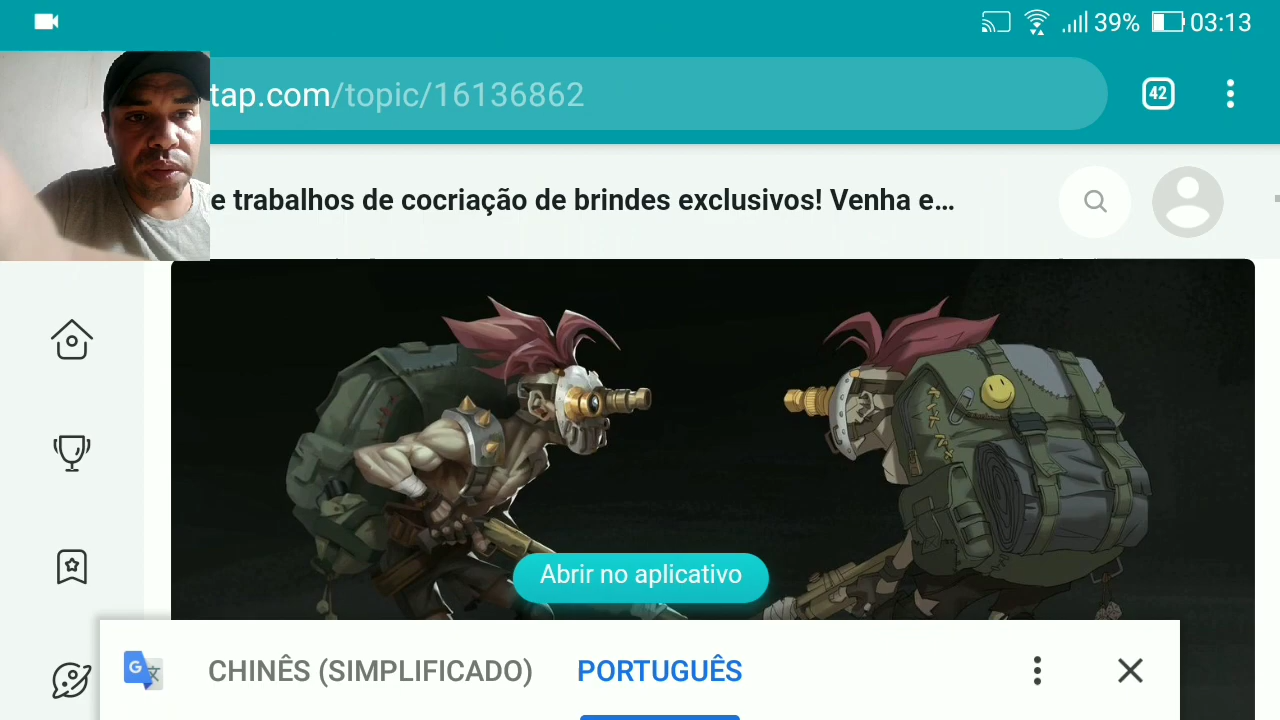 39% 03:13
tap.com/topic/16136862 42
e trabalhos de cocriação de brindes exclusivos! Venha e…
Abrir no aplicativo
G 文 CHINÊS (SIMPLIFICADO) PORTUGUÊS